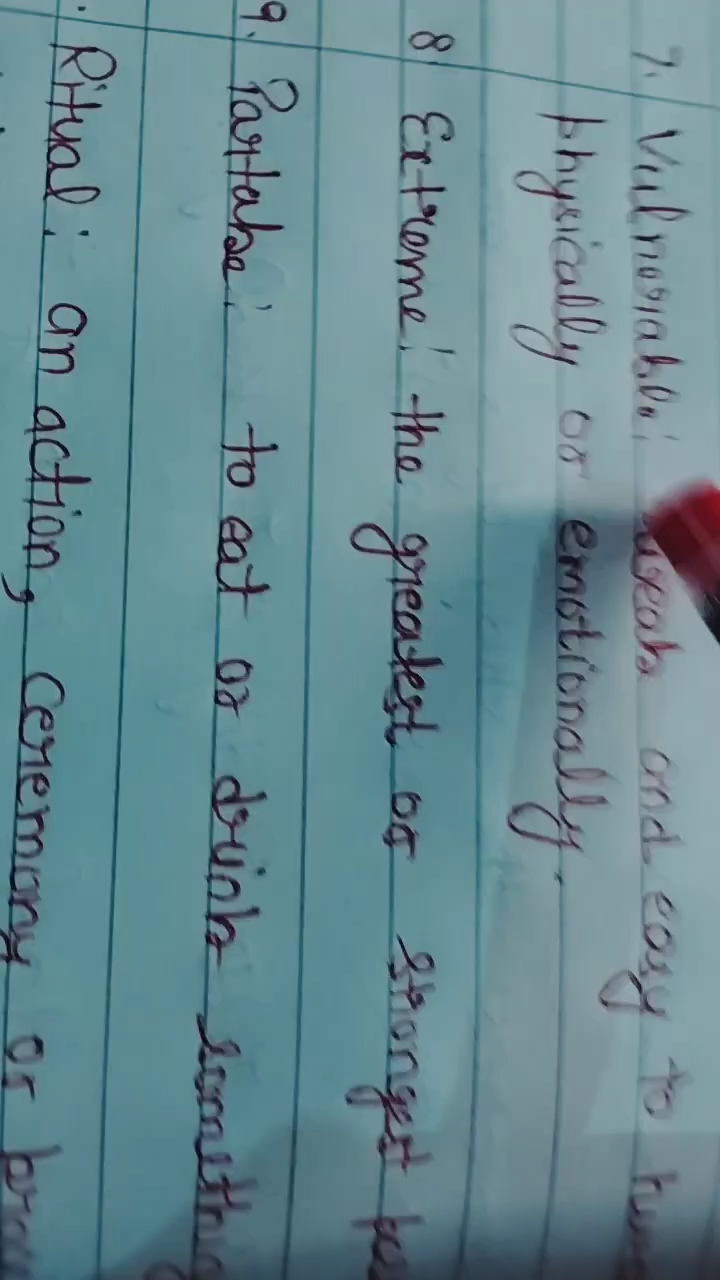 7. Vulnerable: weak and easy to
physically or emotionally.
8. Extreme: the greatest or strongest
9. Partake: to eat or drink
Ritual: an action, ceremony or